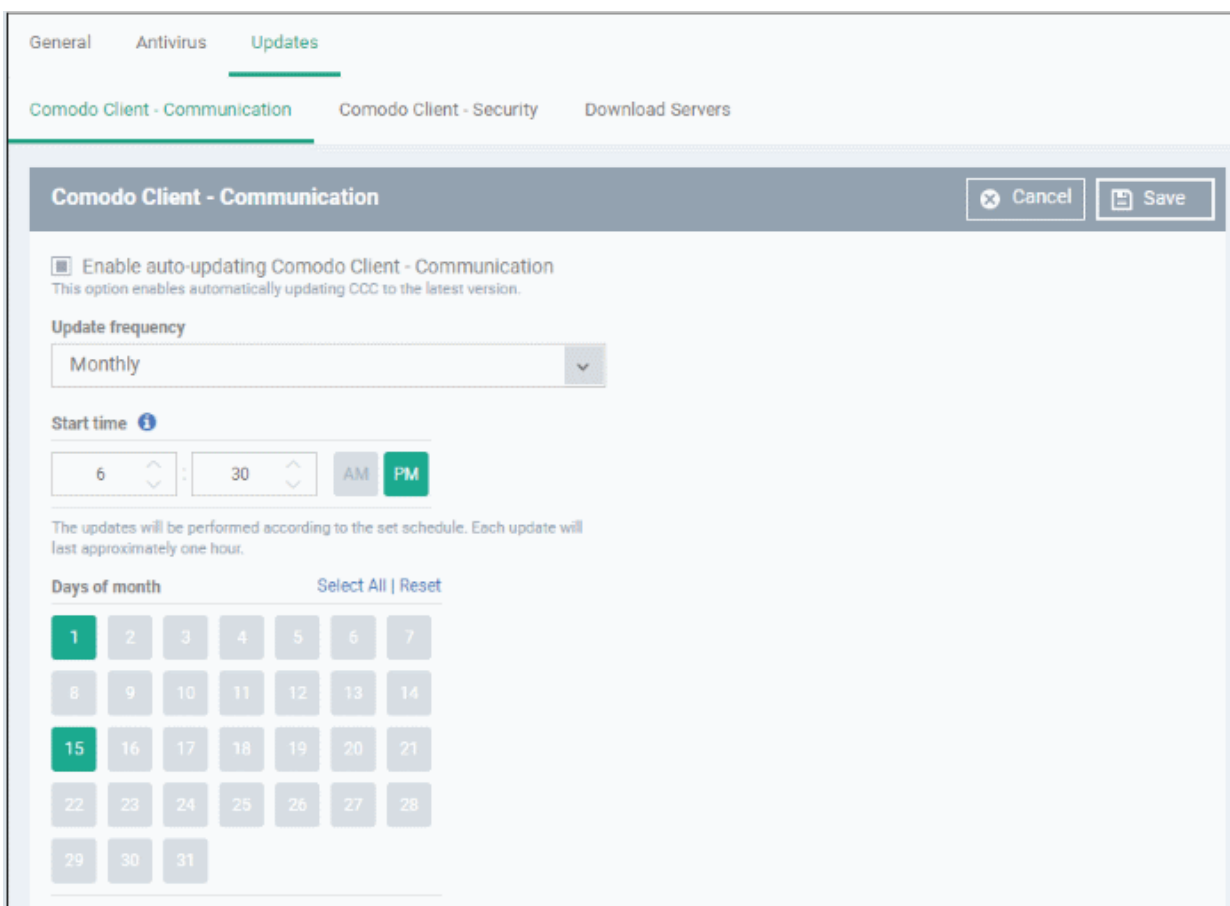 General Antivirus Updates
Comodo Client - Communication Comodo Client - Security Download Servers
Comodo Client - Communication Cancel Save
Enable auto-updating Comodo Client - Communication
This option enables automatically updating CCC to the latest version.
Update frequency
Monthly
Start time
6 : 30 AM PM
The updates will be performed according to the set schedule. Each update will
last approximately one hour.
Days of month Select All | Reset
1 2 3 4 5 6 7
8 9 10 11 12 13 14
15 16 17 18 19 20 21
22 23 24 25 26 27 28
29 30 31